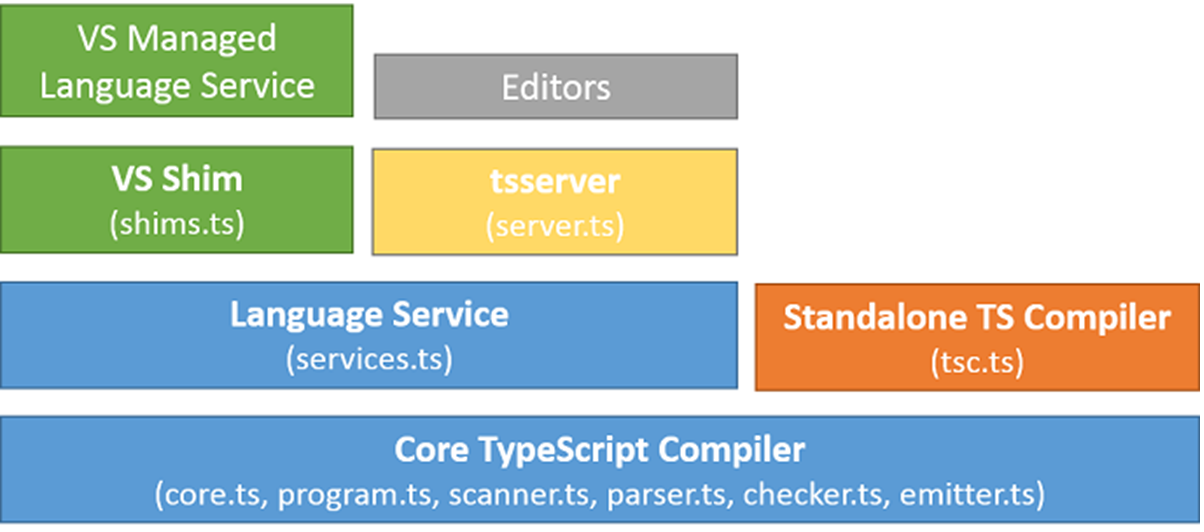 VS Managed
Language Service
Editors
VS Shim
(shims.ts)
tsserver
(server.ts)
Language Service
(services.ts)
Standalone TS Compiler
(tsc.ts)
Core TypeScript Compiler
(core.ts, program.ts, scanner.ts, parser.ts, checker.ts, emitter.ts)